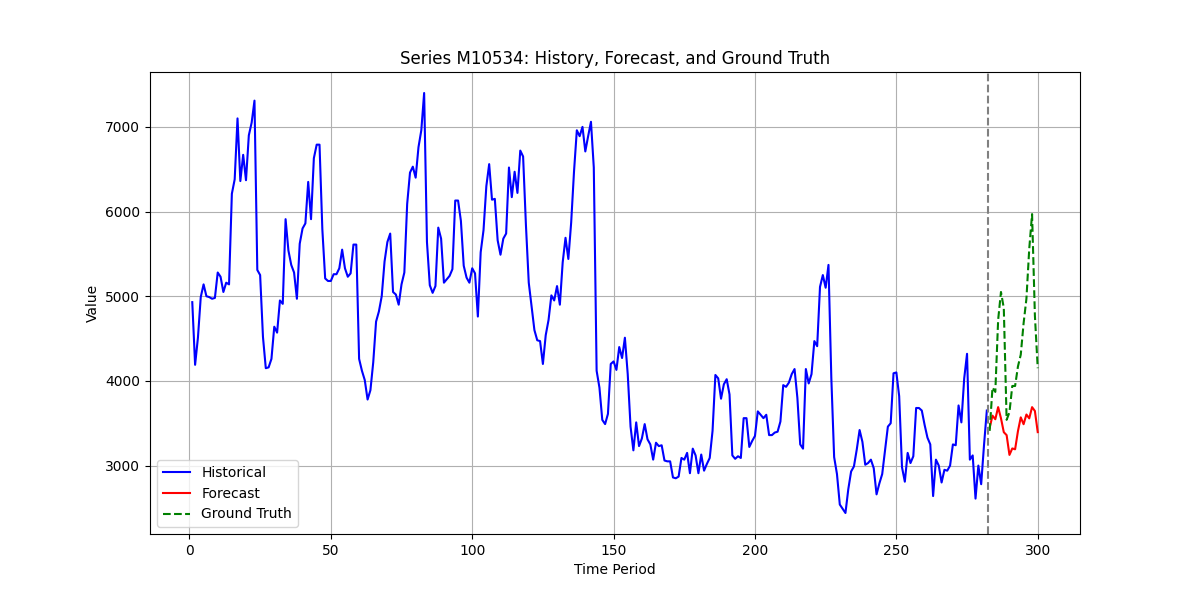 Series M10534: History, Forecast, and Ground Truth
Value
7000
6000
5000
4000
3000
Historical
Forecast
Ground Truth
0 50 100 150 200 250 300
Time Period